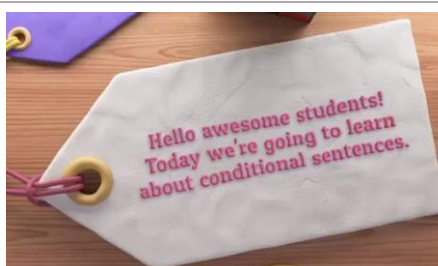 Hello awesome students!
Today we're going to learn
about conditional sentences.